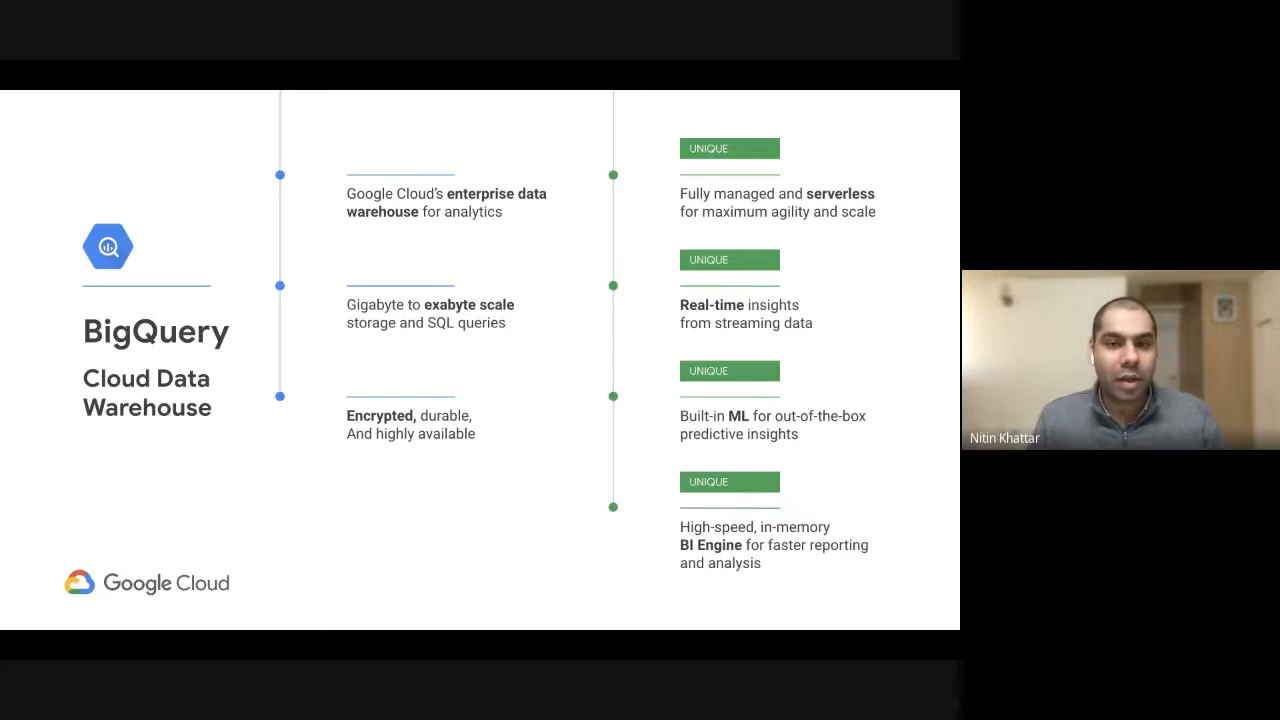 BigQuery
Cloud Data
Warehouse
Google Cloud's enterprise data
warehouse for analytics
Gigabyte to exabyte scale
storage and SQL queries
Encrypted, durable,
And highly available
UNIQUE
Fully managed and serverless
for maximum agility and scale
UNIQUE
Real-time insights
from streaming data
UNIQUE
Built-in ML for out-of-the-box
predictive insights
UNIQUE
High-speed, in-memory
BI Engine for faster reporting
and analysis
Google Cloud
Nitin Khattar